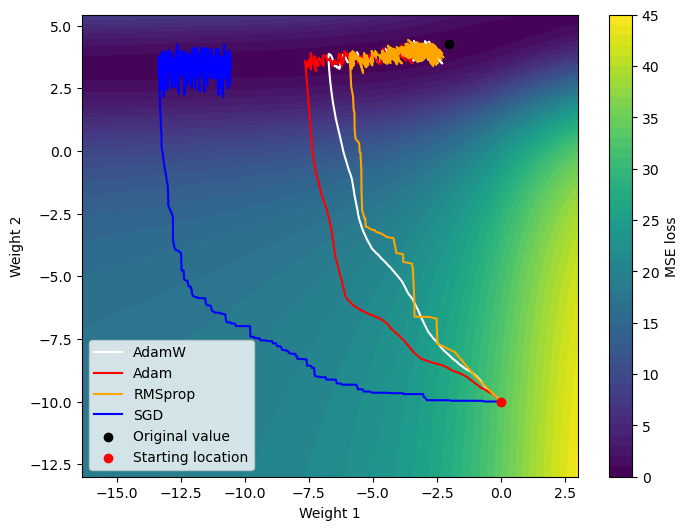 5.0
2.5
0.0
−2.5
−5.0
−7.5
−10.0
−12.5
Weight 2
−15.0
−12.5
−10.0
−7.5
−5.0
−2.5
0.0
2.5
Weight 1
AdamW
Adam
RMSprop
SGD
Original value
Starting location
45
40
35
30
25
20
15
10
5
0
MSE loss